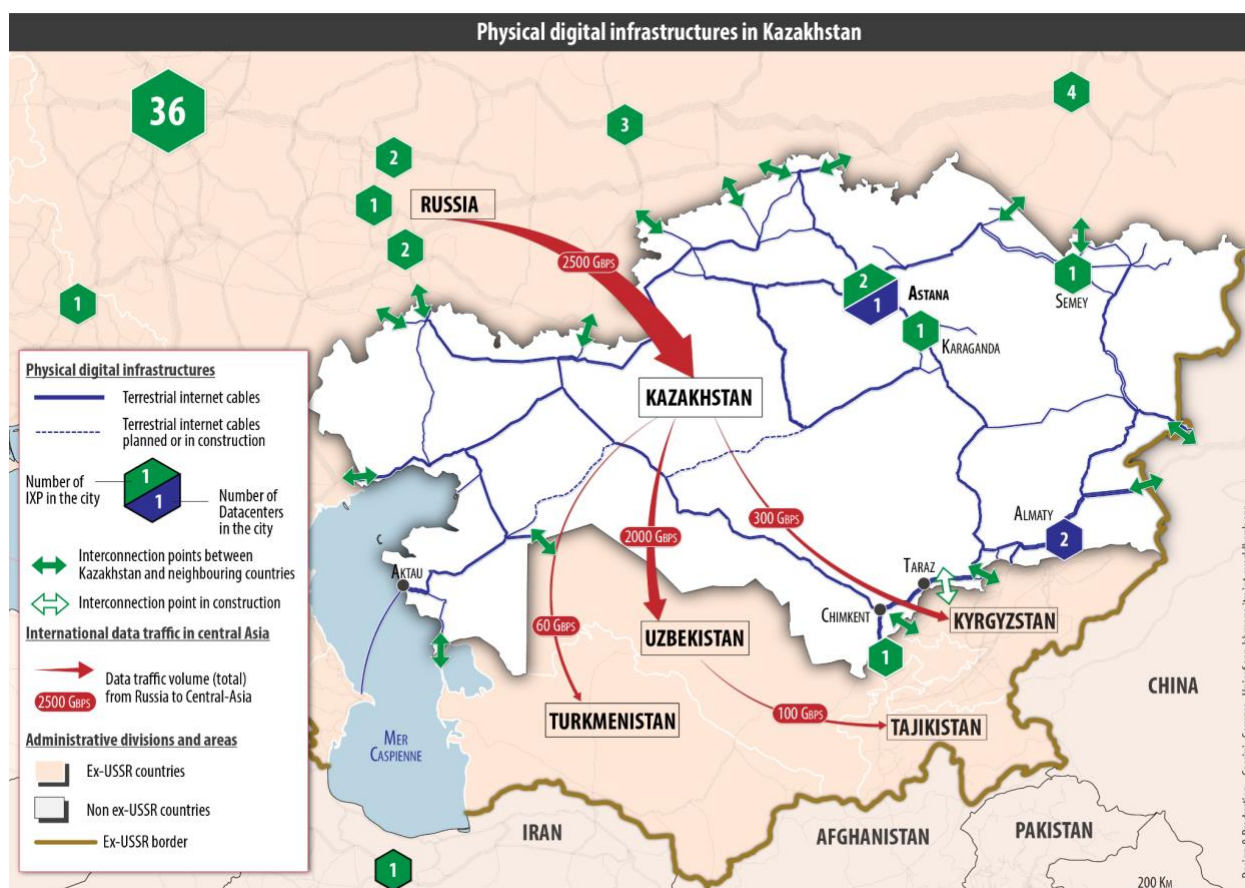 Physical digital infrastructures in Kazakhstan
36
4
3
2
1
RUSSIA
2
2500 GBPS
1
2
1
ASTANA
1
SEMEY
1
KARAGANDA
KAZAKHSTAN
Physical digital infrastructures
Terrestrial internet cables
Terrestrial internet cables
planned or in construction
Number of
IXP in the city
1
1
Number of
Datacenters
in the city
Interconnection points between
Kazakhstan and neighbouring countries
Interconnection point in construction
International data traffic in central Asia
Data traffic volume (total)
from Russia to Central-Asia
2500 GBPS
Administrative divisions and areas
Ex-USSR countries
Non ex-USSR countries
Ex-USSR border
300 GBPS
ALMATY
2
2000 GBPS
C
AKTAU
TARAZ
CHIMKENT
60 GBPS
UZBEKISTAN
KYRGYZSTAN
1
CHINA
TURKMENISTAN
100 GBPS
TAJIKISTAN
MER
CASPIENNE
IRAN
AFGHANISTAN
PAKISTAN
1
200 KM